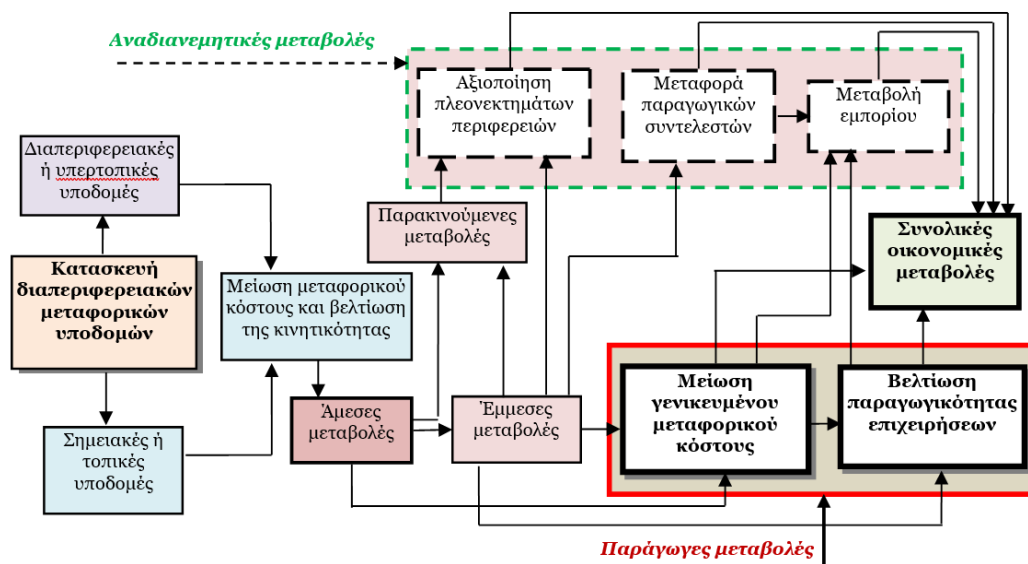 Αναδιανεμητικές μεταβολές
Αξιοποίηση
πλεονεκτημάτων
περιφερειών
Μεταφορά
παραγωγικών
συντελεστών
Μεταβολή
εμπορίου
Διαπεριφερειακές
ή υπερτοπικές
υποδομές
Παρακινούμενες
μεταβολές
Συνολικές
οικονομικές
μεταβολές
Κατασκευή
διαπεριφερειακών
μεταφορικών
υποδομών
Μείωση μεταφορικού
κόστους και βελτίωση
της κινητικότητας
Άμεσες
μεταβολές
Έμμεσες
μεταβολές
Μείωση
γενικευμένου
μεταφορικού
κόστους
Βελτίωση
παραγωγικότητας
επιχειρήσεων
Σημειακές ή
τοπικές
υποδομές
Παράγωγες μεταβολές